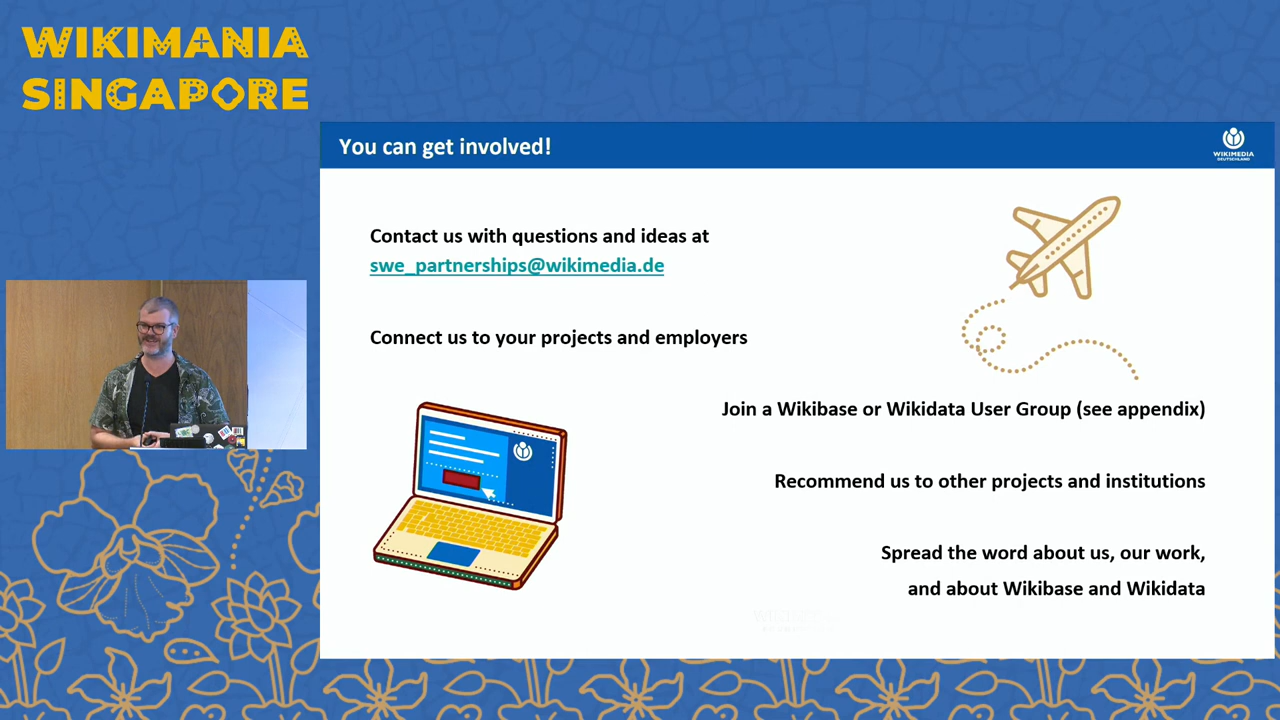 WIKIMANIA
SINGAPORE
You can get involved!
WIKIMEDIA
DEUTSCHLAND
Contact us with questions and ideas at
swe_partnerships@wikimedia.de
Connect us to your projects and employers
Join a Wikibase or Wikidata User Group (see appendix)
Recommend us to other projects and institutions
Spread the word about us, our work,
and about Wikibase and Wikidata